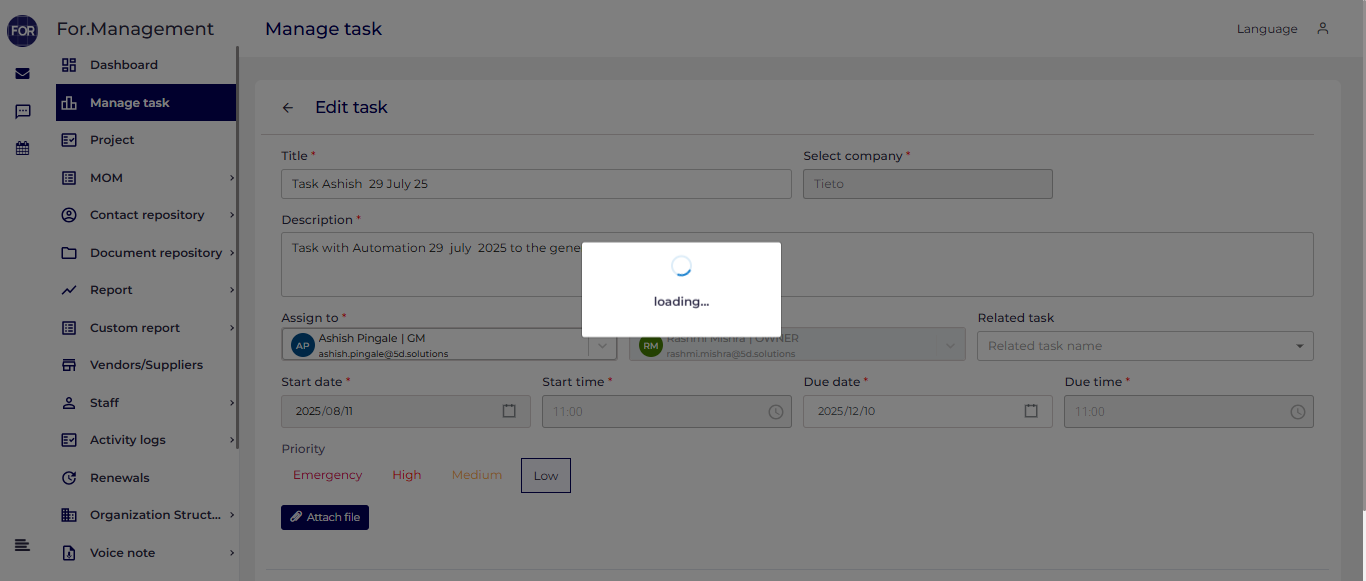 FOR
For.Management
Manage task
Language
Dashboard
Manage task
Project
MOM
Contact repository
Document repository
Report
Custom report
Vendors/Suppliers
Staff
Activity logs
Renewals
Organization Struct...
Voice note
Edit task
Title *
Select company *
Task Ashish  29 July 25
Tieto
Description *
Task with Automation 29  july  2025 to the gene
loading...
Assign to *
Related task
AP
Ashish Pingale | GM
ashish.pingale@5d.solutions
RM
Rashmi Mishra | OWNER
rashmi.mishra@5d.solutions
Related task name
Start date *
Start time *
Due date *
Due time *
2025/08/11
11:00
2025/12/10
11:00
Priority
Emergency
High
Medium
Low
Attach file